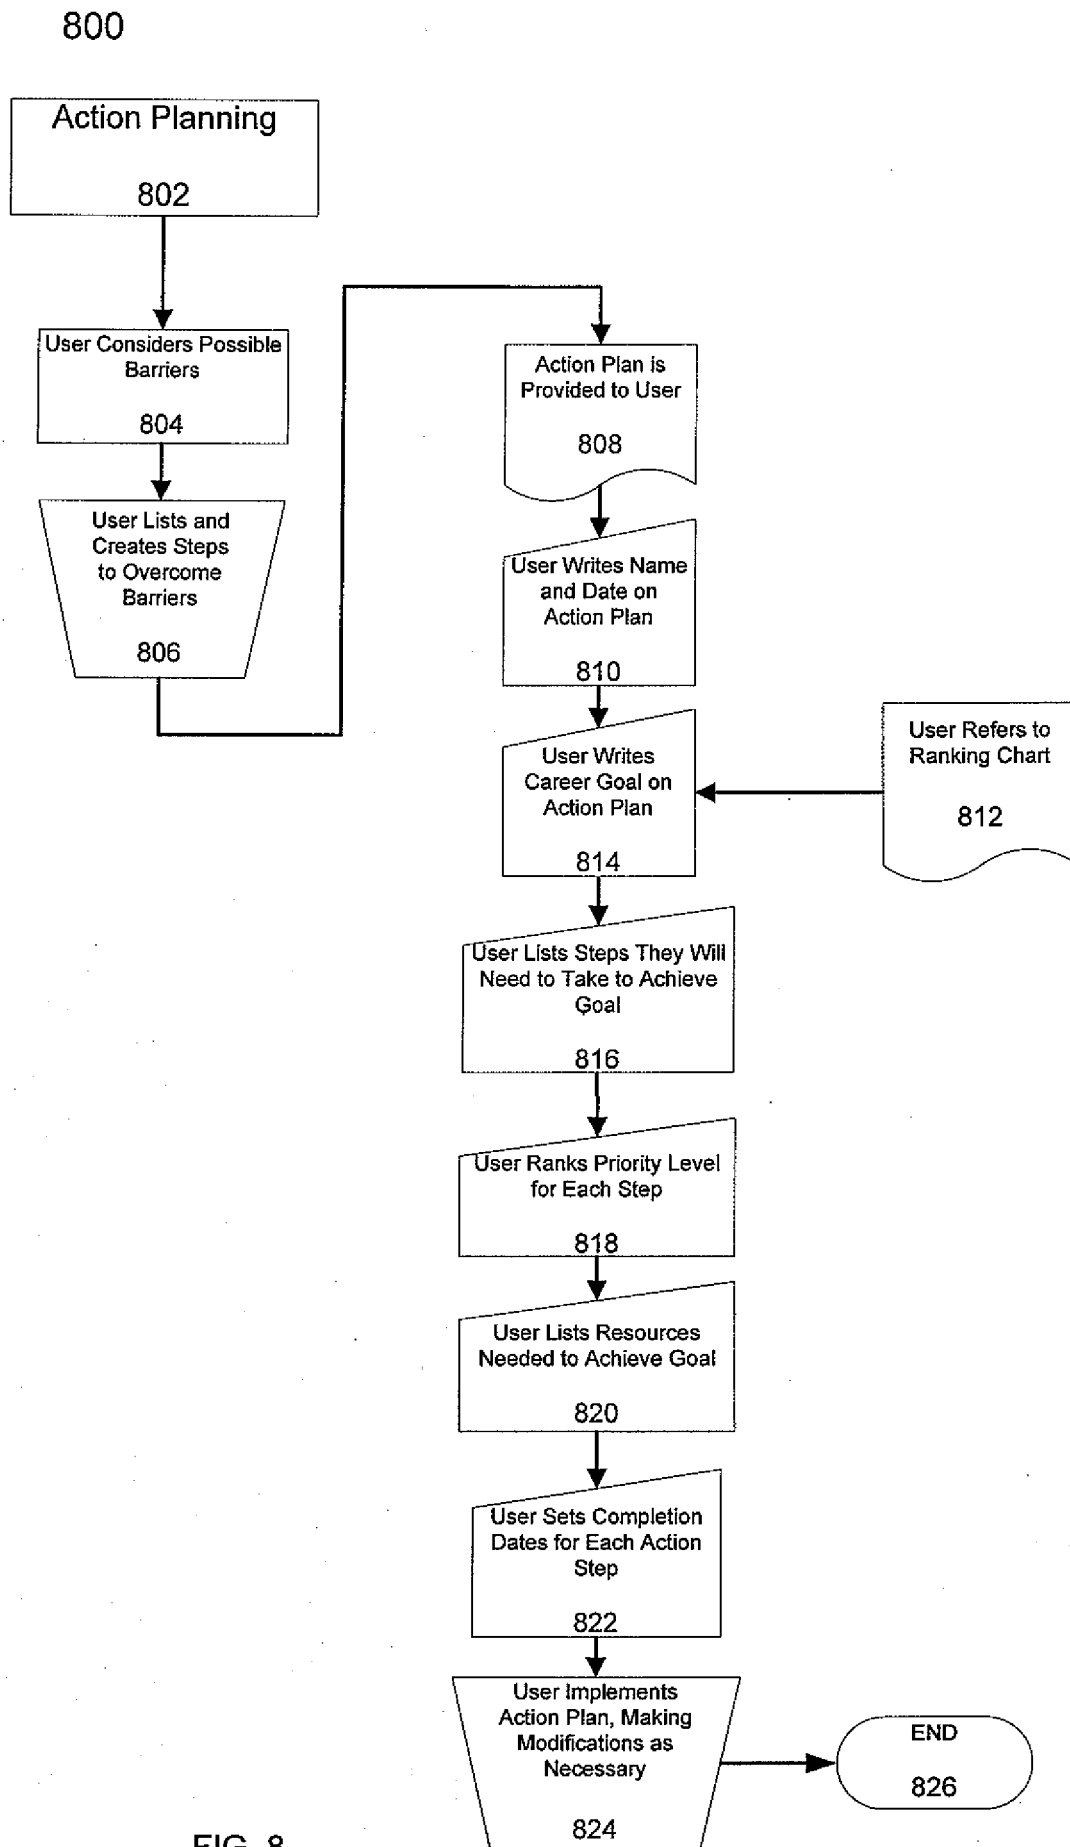 800
Action Planning
802
User Considers Possible
Barriers
804
User Lists and
Creates Steps
to Overcome
Barriers
806
Action Plan is
Provided to User
808
User Writes Name
and Date on
Action Plan
810
User Refers to
Ranking Chart
812
User Writes
Career Goal on
Action Plan
814
User Lists Steps They Will
Need to Take to Achieve
Goal
816
User Ranks Priority Level
for Each Step
818
User Lists Resources
Needed to Achieve Goal
820
User Sets Completion
Dates for Each Action
Step
822
User Implements
Action Plan, Making
Modifications as
Necessary
824
END
826
FIG. 8